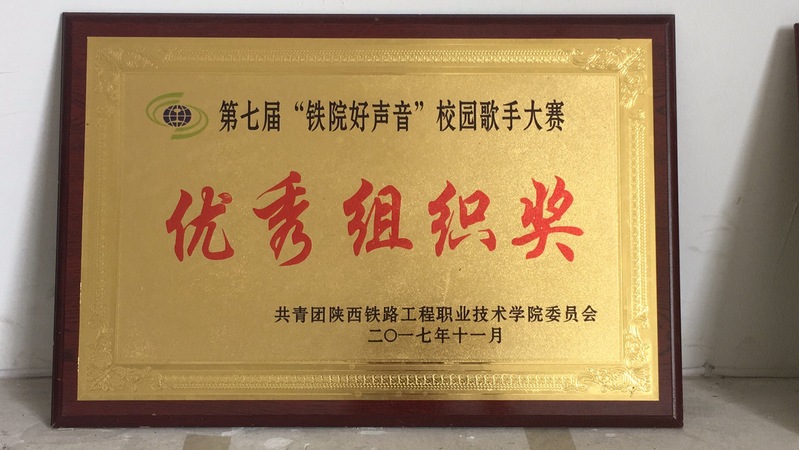 第七届“铁院好声音”校园歌手大赛
优秀组织奖
共青团陕西铁路工程职业技术学院委员会
二〇一七年十一月